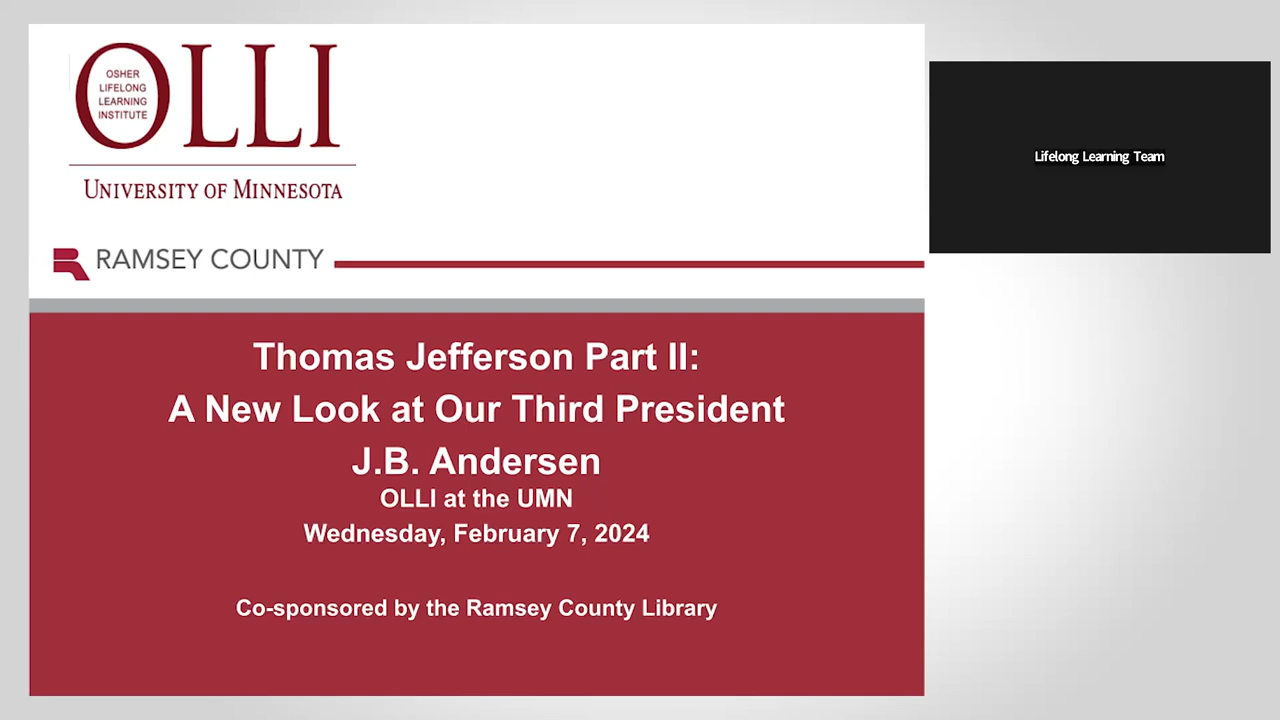 OLLI
OSHER
LIFELONG
LEARNING
INSTITUTE
UNIVERSITY OF MINNESOTA
RAMSEY COUNTY
Thomas Jefferson Part II:
A New Look at Our Third President
J.B. Andersen
OLLI at the UMN
Wednesday, February 7, 2024
Co-sponsored by the Ramsey County Library
Lifelong Learning Team